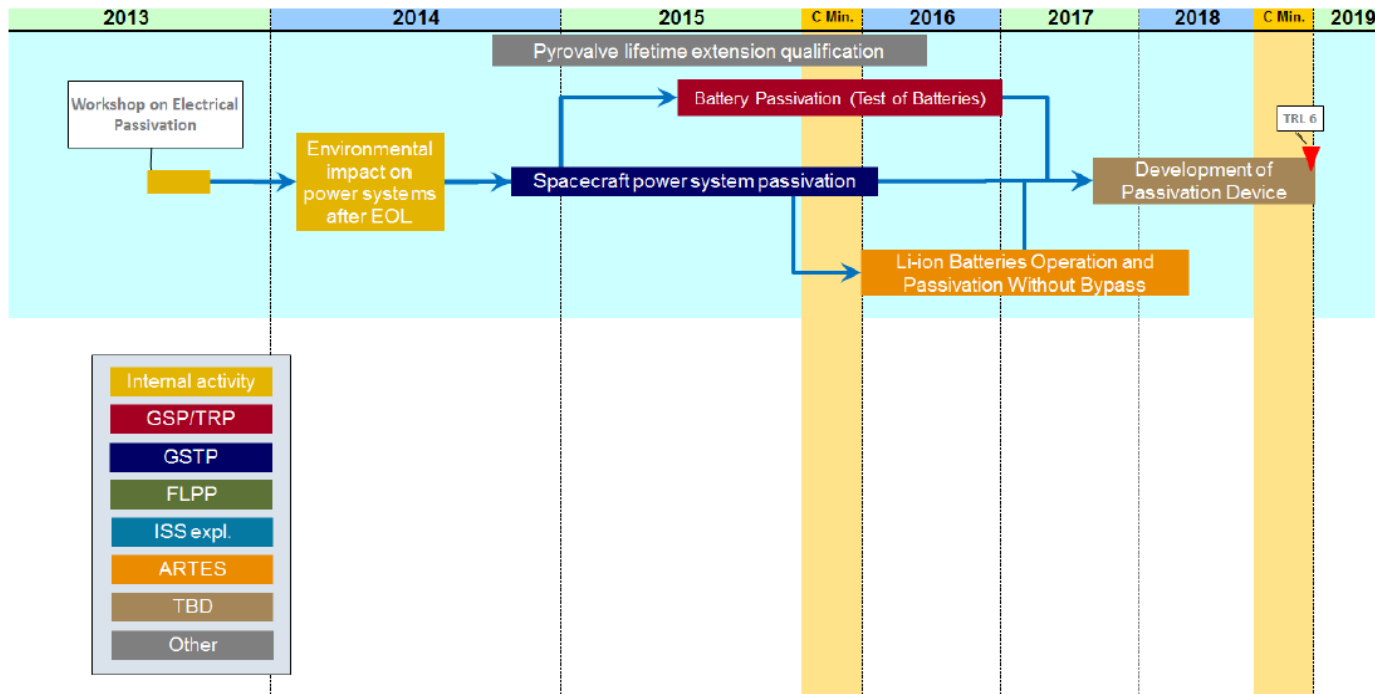 2013
2014
2015
C Min.
2016
2017
2018
C Min.
2019
Pyrovalve lifetime extension qualification
Workshop on Electrical
Passivation
Battery Passivation (Test of Batteries)
TRL 6
Environmental
impact on
power systems
after EOL
Spacecraft power system passivation
Development of
Passivation Device
Li-ion Batteries Operation and
Passivation Without Bypass
Internal activity
GSP/TRP
GSTP
FLPP
ISS expl.
ARTES
TBD
Other